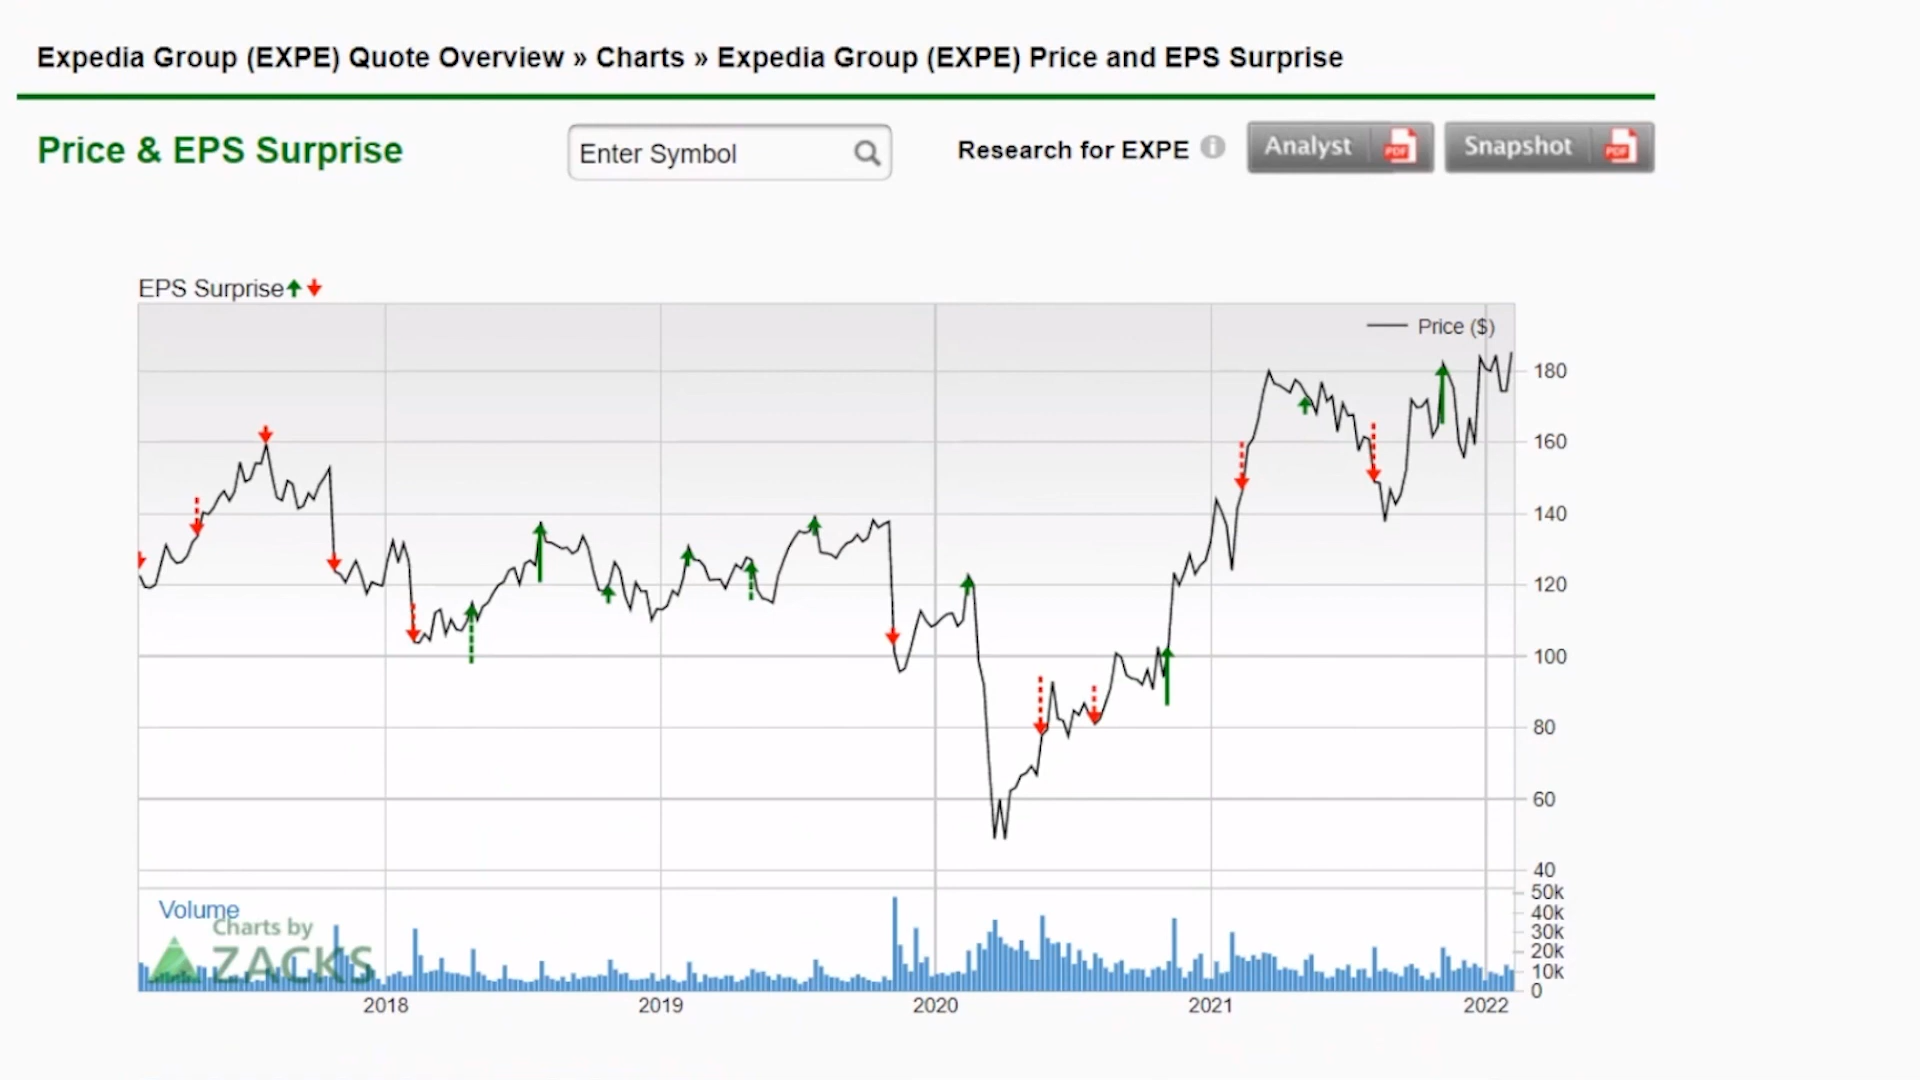 Expedia Group (EXPE) Quote Overview » Charts » Expedia Group (EXPE) Price and EPS Surprise
Price & EPS Surprise
Enter Symbol
Research for EXPE
i
Analyst
PDF
Snapshot
PDF
EPS Surprise
Price ($)
180
160
140
120
100
80
60
40
50k
40k
30k
20k
10k
0
Volume
Charts by
ZACKS
2018
2019
2020
2021
2022